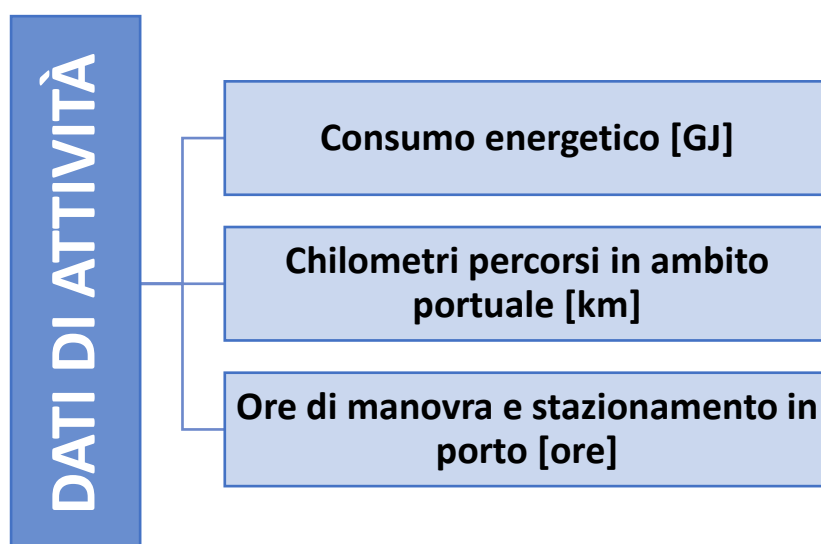 DATI DI ATTIVITÀ
Consumo energetico [GJ]
Chilometri percorsi in ambito
portuale [km]
Ore di manovra e stazionamento in
porto [ore]